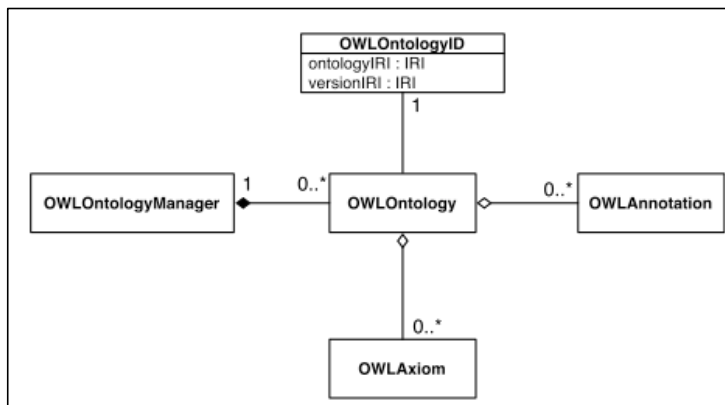 OWLOntologyID
ontologyIRI : IRI
versionIRI : IRI
1
1
0..*
0..*
OWLOntologyManager
OWLOntology
OWLAnnotation
0..*
OWLAxiom